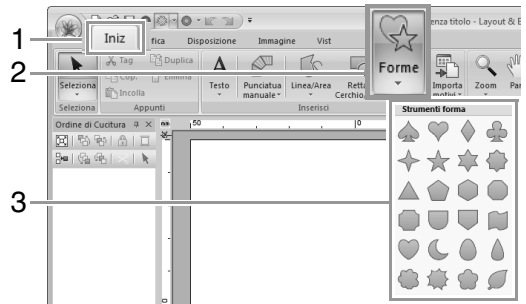 enza titolo - Layout & E
1
Iniz
fica
Disposizione
Immagine
Vist
2
Seleziona
Tag
Duplica
Cop.
Elimina
Incolla
Testo
Punciatua manuale
Linea/Area
Rett
Cerchio
Forme
Importa motivi
Zoom
Pan
Seleziona
Appunti
Inserisci
Ordine di Cucitura
50
0
Strumenti forma
3